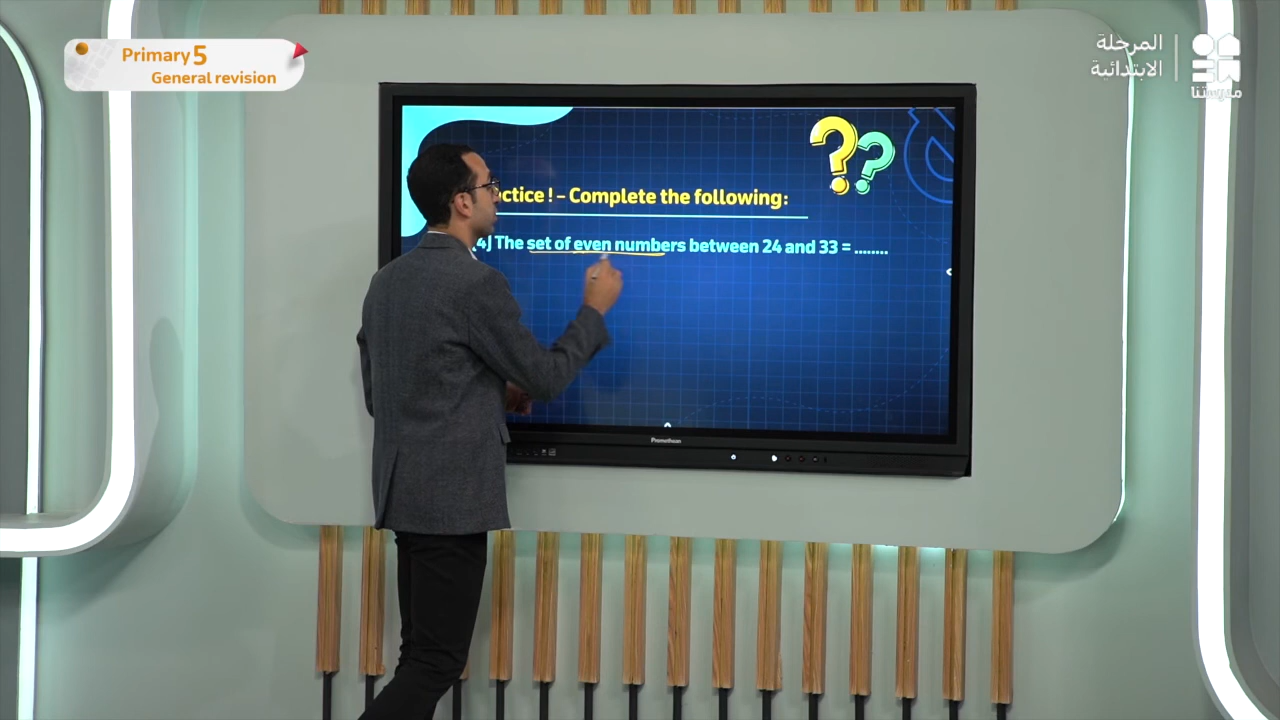 Primary 5
General revision
المرحلة
الابتدائية
مدرستنا
ctice ! – Complete the following:
4] The set of even numbers between 24 and 33 = ........
Promethean